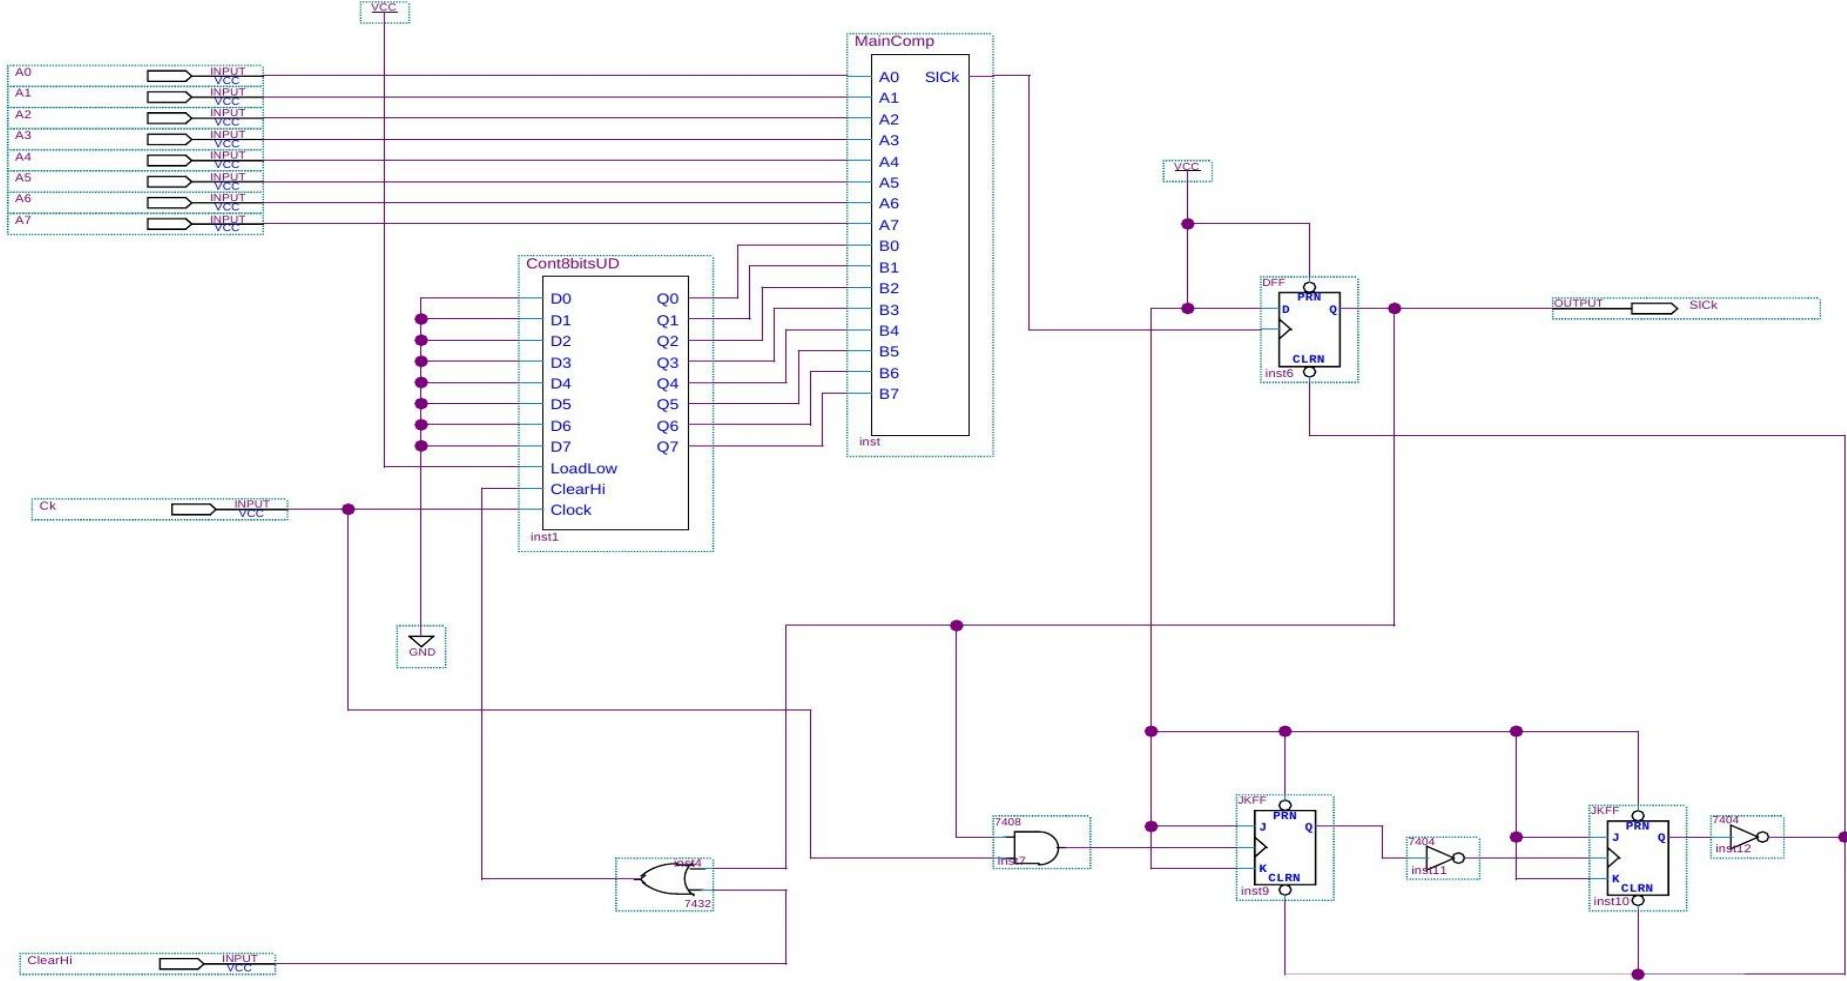 VCC
MainComp
A0 INPUT VCC
A1 INPUT VCC
A2 INPUT VCC
A3 INPUT VCC
A4 INPUT VCC
A5 INPUT VCC
A6 INPUT VCC
A7 INPUT VCC
A0 SlCk
A1
A2
A3
A4
A5
A6
A7
B0
B1
B2
B3
B4
B5
B6
B7
inst
Cont8bitsUD
D0 Q0
D1 Q1
D2 Q2
D3 Q3
D4 Q4
D5 Q5
D6 Q6
D7 Q7
LoadLow
ClearHi
Clock
inst1
VCC
DFF
PRN
D Q
CLRN
inst6
OUTPUT SlCk
Ck INPUT VCC
GND
7408
inst7
inst4
7432
ClearHi INPUT VCC
JKFF
PRN
J Q
K
CLRN
inst9
7404
inst11
JKFF
PRN
J Q
K
CLRN
inst10
7404
inst12